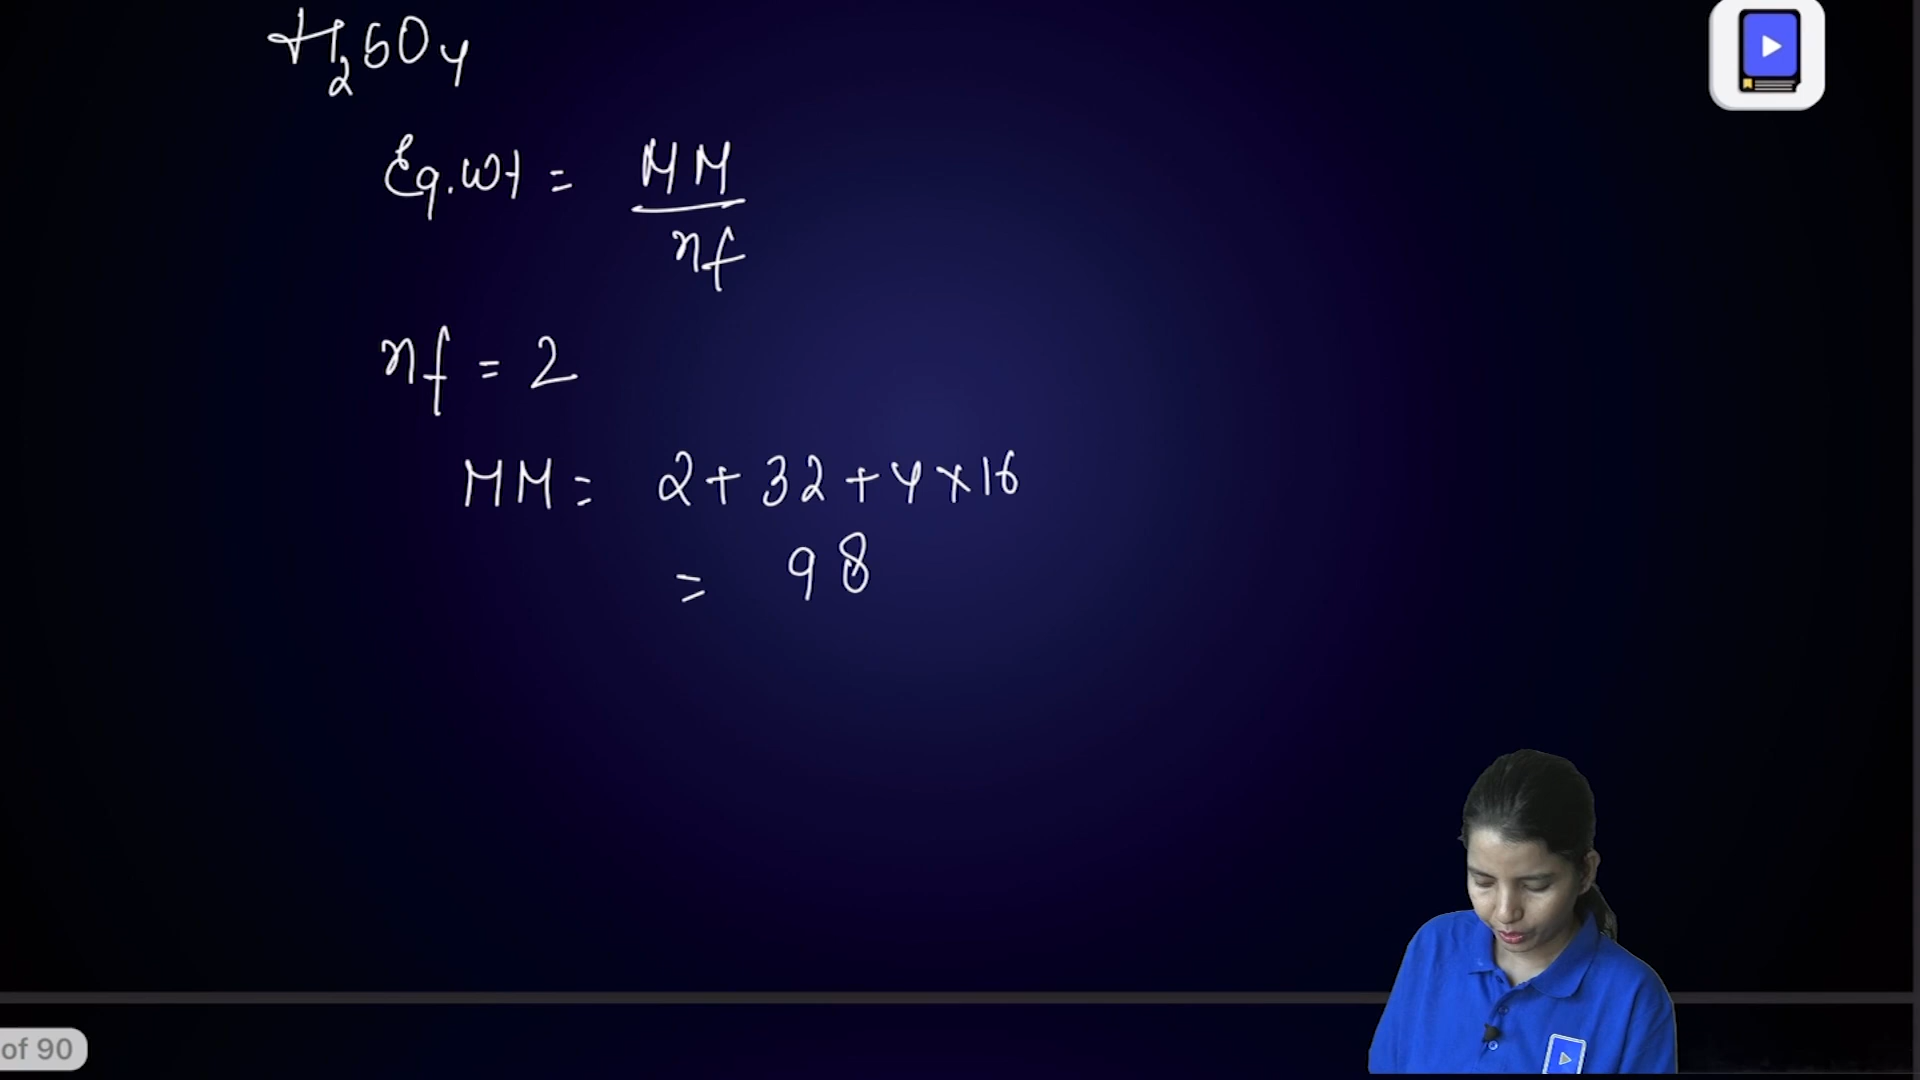 H₂SO₄
Eq.wt = MM
nf
nf = 2
MM = 2+32+4×16
= 98
of 90